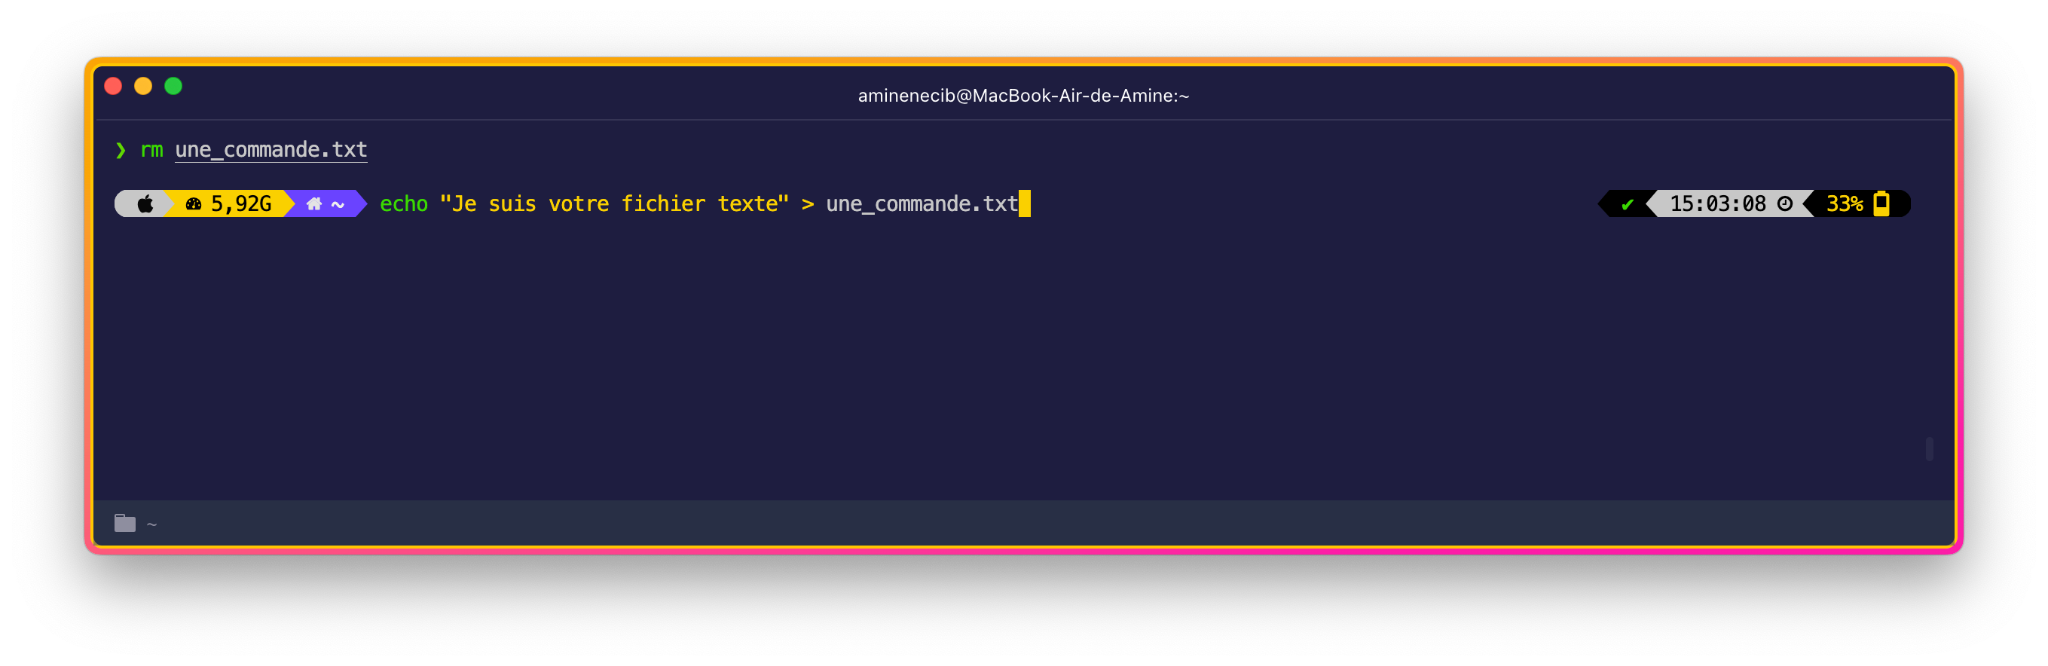 aminenecib@MacBook-Air-de-Amine:~
❯ rm une_commande.txt
5,92G ~ echo "Je suis votre fichier texte" > une_commande.txt ✔ 15:03:08 33%
~